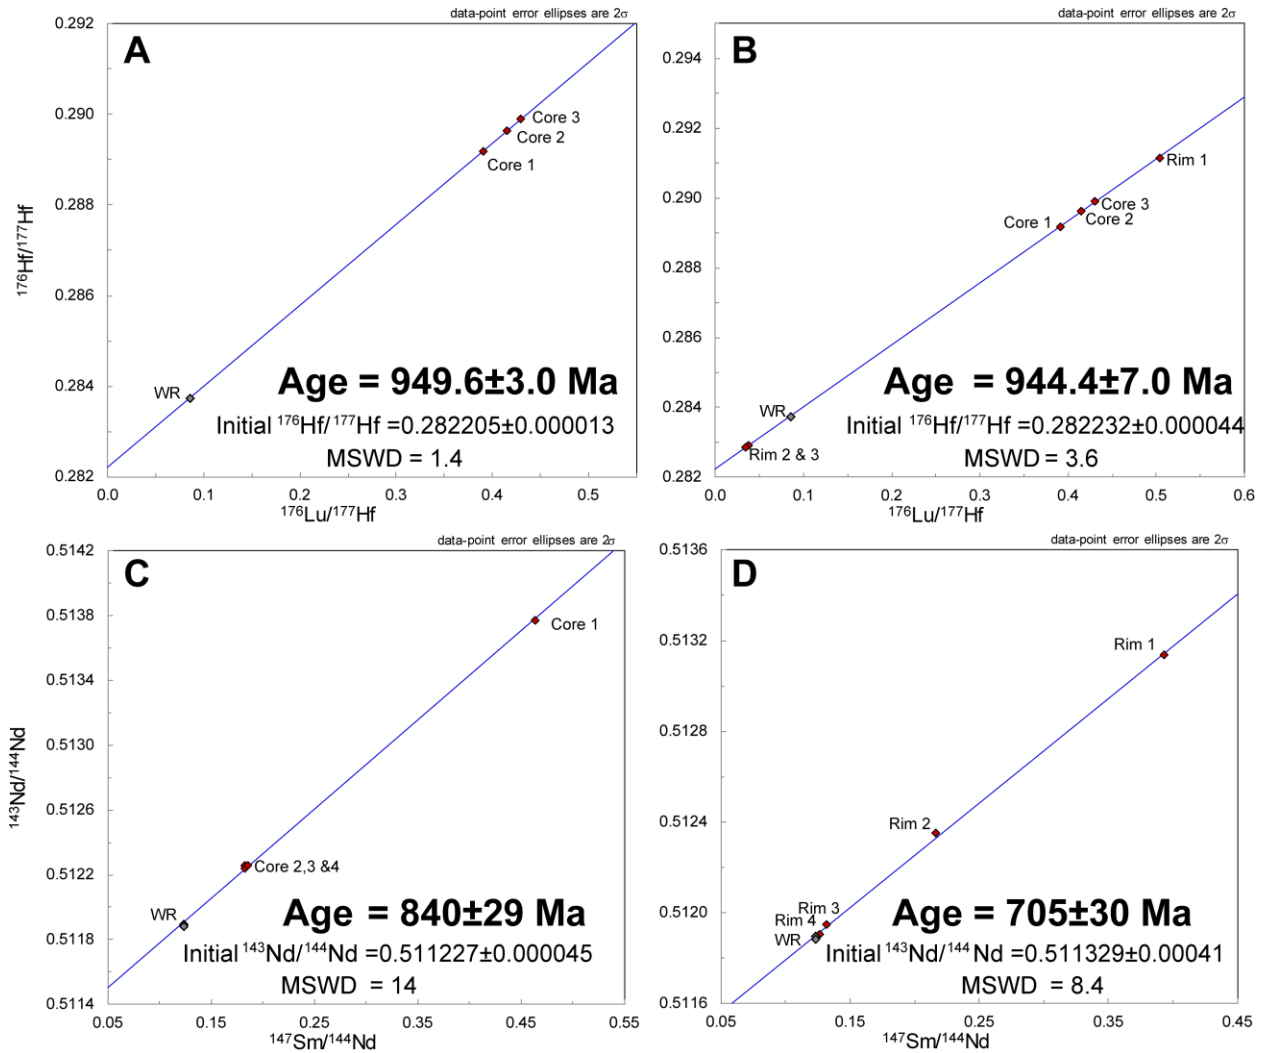 data-point error ellipses are 2σ
A
0.292
0.290
0.288
0.286
0.284
0.282
¹⁷⁶Hf/¹⁷⁷Hf
Core 3
Core 2
Core 1
WR
Age = 949.6±3.0 Ma
Initial ¹⁷⁶Hf/¹⁷⁷Hf =0.282205±0.000013
MSWD = 1.4
0.0 0.1 0.2 0.3 0.4 0.5
¹⁷⁶Lu/¹⁷⁷Hf
data-point error ellipses are 2σ
B
0.294
0.292
0.290
0.288
0.286
0.284
0.282
Rim 1
Core 3
Core 1
Core 2
WR
Rim 2 & 3
Age = 944.4±7.0 Ma
Initial ¹⁷⁶Hf/¹⁷⁷Hf =0.282232±0.000044
MSWD = 3.6
0.0 0.1 0.2 0.3 0.4 0.5 0.6
¹⁷⁶Lu/¹⁷⁷Hf
data-point error ellipses are 2σ
C
0.5142
0.5138
0.5134
0.5130
0.5126
0.5122
0.5118
0.5114
¹⁴³Nd/¹⁴⁴Nd
Core 1
Core 2,3 &4
WR
Age = 840±29 Ma
Initial ¹⁴³Nd/¹⁴⁴Nd =0.511227±0.000045
MSWD = 14
0.05 0.15 0.25 0.35 0.45 0.55
¹⁴⁷Sm/¹⁴⁴Nd
data-point error ellipses are 2σ
D
0.5136
0.5132
0.5128
0.5124
0.5120
0.5116
Rim 1
Rim 2
Rim 3
Rim 4
WR
Age = 705±30 Ma
Initial ¹⁴³Nd/¹⁴⁴Nd =0.511329±0.00041
MSWD = 8.4
0.05 0.15 0.25 0.35 0.45
¹⁴⁷Sm/¹⁴⁴Nd